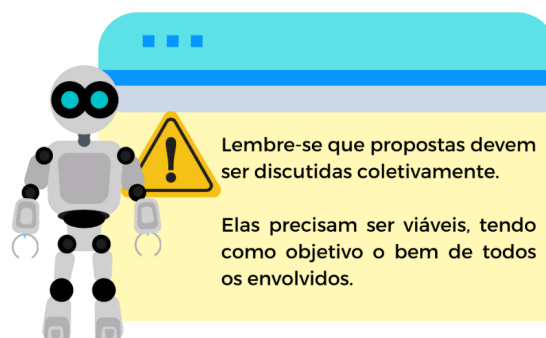 Lembre-se que propostas devem
ser discutidas coletivamente.
Elas precisam ser viáveis, tendo
como objetivo o bem de todos
os envolvidos.